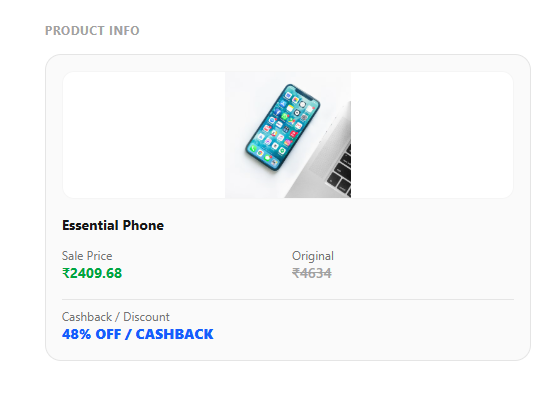 PRODUCT INFO
Essential Phone
Sale Price
Original
₹2409.68
₹4634
Cashback / Discount
48% OFF / CASHBACK